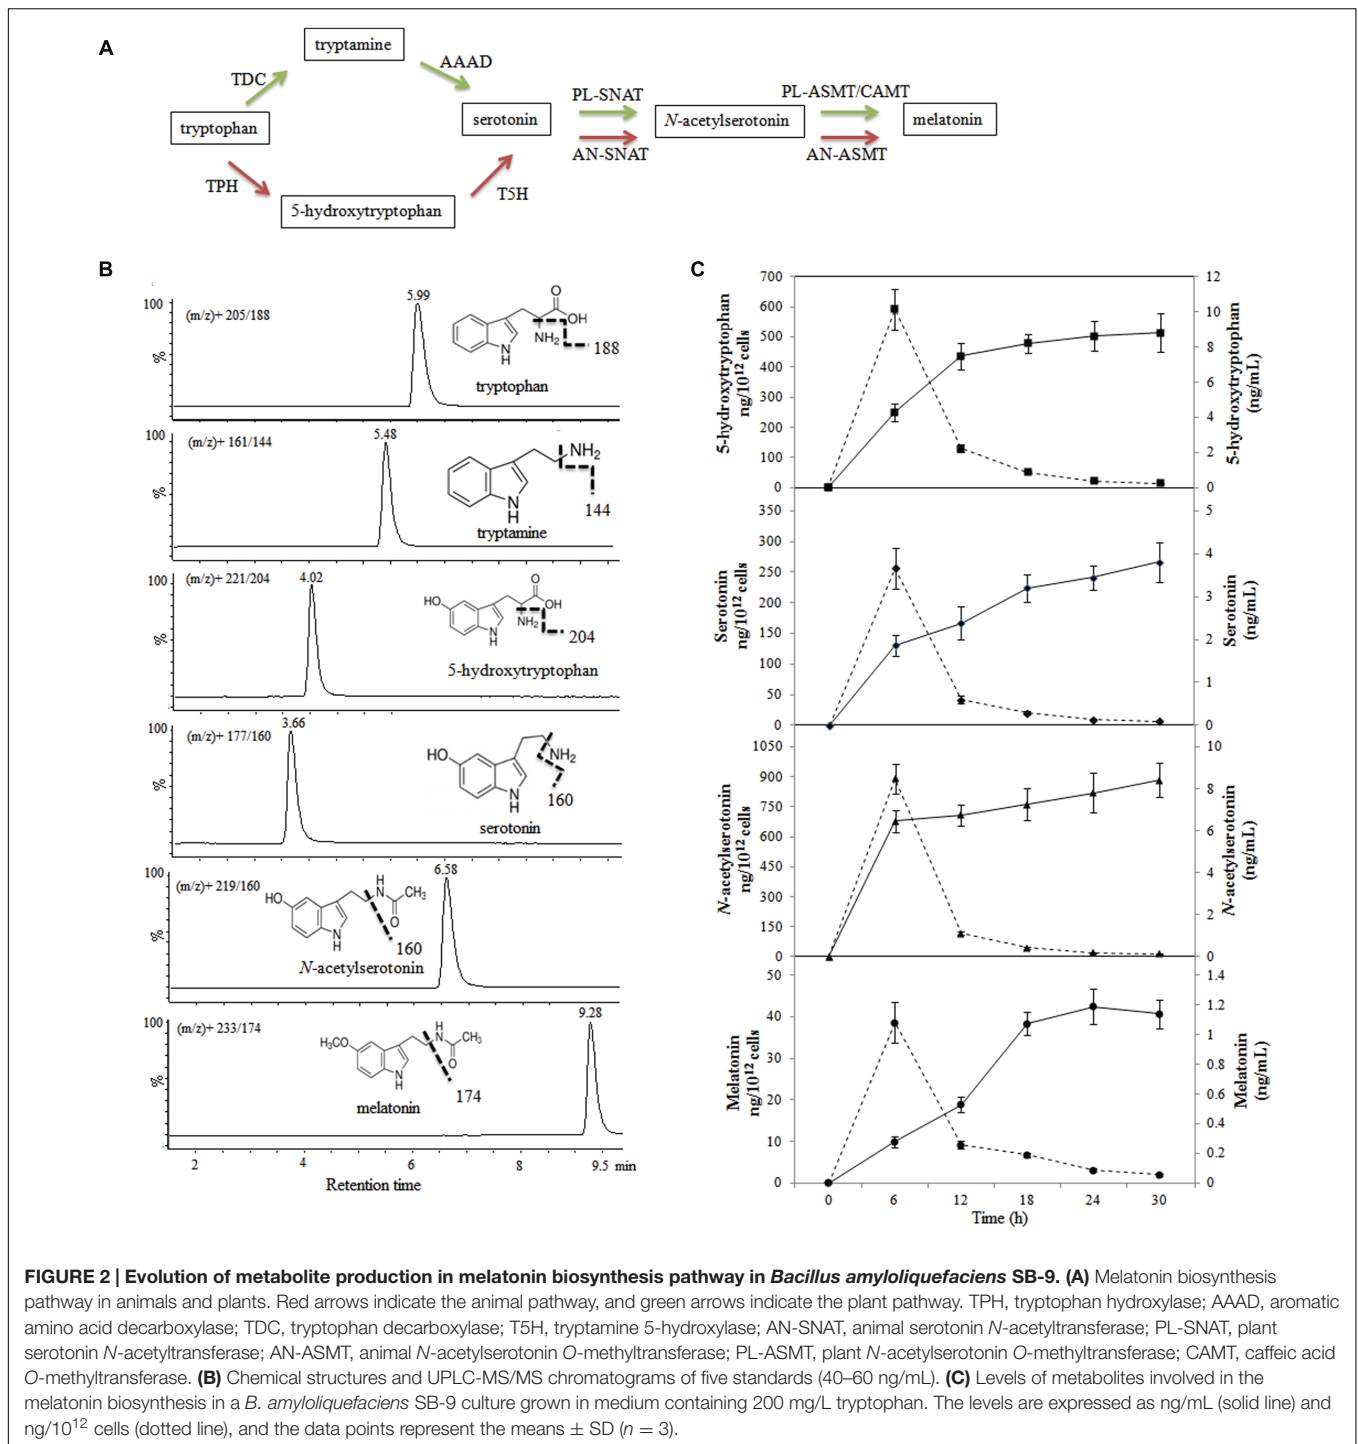 A
tryptamine
TDC
AAAD
tryptophan
serotonin
PL-SNAT
AN-SNAT
N-acetylserotonin
PL-ASMT/CAMT
AN-ASMT
melatonin
TPH
T5H
5-hydroxytryptophan
B
100
(m/z)+ 205/188
5.99
%
O
OH
NH2
N
H
188
tryptophan
100
(m/z)+ 161/144
5.48
%
NH2
N
H
144
tryptamine
100
(m/z)+ 221/204
4.02
%
HO
O
OH
NH2
N
H
204
5-hydroxytryptophan
100
(m/z)+ 177/160
3.66
%
HO
NH2
N
H
160
serotonin
100
(m/z)+ 219/160
6.58
%
HO
H
N
CH3
O
N
H
160
N-acetylserotonin
100
(m/z)+ 233/174
9.28
%
H3CO
H
N
CH3
O
N
H
174
melatonin
2 4 6 8 9.5 min
Retention time
C
5-hydroxytryptophan
ng/10^12 cells
700
600
500
400
300
200
100
0
12
10
8
6
4
2
0
5-hydroxytryptophan
(ng/mL)
Serotonin
ng/10^12 cells
350
300
250
200
150
100
50
0
5
4
3
2
1
0
Serotonin
(ng/mL)
N-acetylserotonin
ng/10^12 cells
1050
900
750
600
450
300
150
0
10
8
6
4
2
0
N-acetylserotonin
(ng/mL)
Melatonin
ng/10^12 cells
50
40
30
20
10
0
1.4
1.2
1
0.8
0.6
0.4
0.2
0
Melatonin
(ng/mL)
0 6 12 18 24 30
Time (h)
FIGURE 2 | Evolution of metabolite production in melatonin biosynthesis pathway in Bacillus amyloliquefaciens SB-9. (A) Melatonin biosynthesis
pathway in animals and plants. Red arrows indicate the animal pathway, and green arrows indicate the plant pathway. TPH, tryptophan hydroxylase; AAAD, aromatic
amino acid decarboxylase; TDC, tryptophan decarboxylase; T5H, tryptamine 5-hydroxylase; AN-SNAT, animal serotonin N-acetyltransferase; PL-SNAT, plant
serotonin N-acetyltransferase; AN-ASMT, animal N-acetylserotonin O-methyltransferase; PL-ASMT, plant N-acetylserotonin O-methyltransferase; CAMT, caffeic acid
O-methyltransferase. (B) Chemical structures and UPLC-MS/MS chromatograms of five standards (40–60 ng/mL). (C) Levels of metabolites involved in the
melatonin biosynthesis in a B. amyloliquefaciens SB-9 culture grown in medium containing 200 mg/L tryptophan. The levels are expressed as ng/mL (solid line) and
ng/10^12 cells (dotted line), and the data points represent the means ± SD (n = 3).